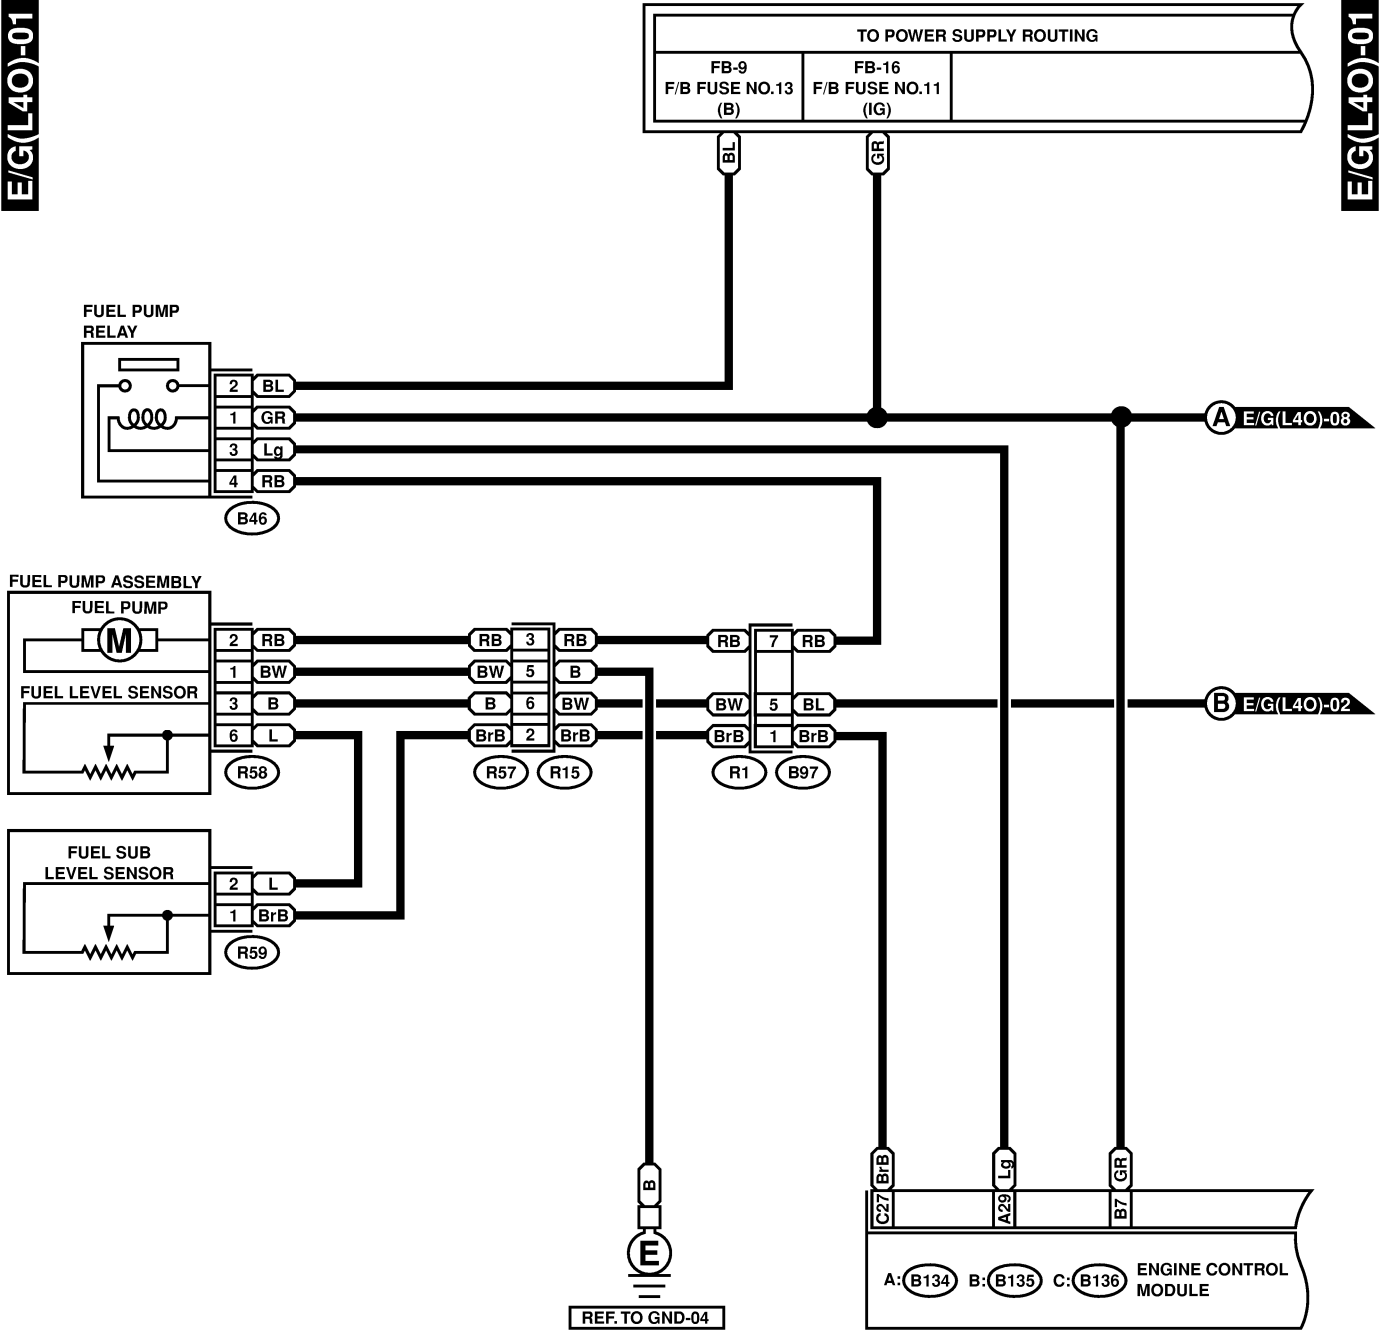 E/G(L4O)-01
E/G(L4O)-01
TO POWER SUPPLY ROUTING
FB-9
F/B FUSE NO.13
(B)
FB-16
F/B FUSE NO.11
(IG)
BL
GR
FUEL PUMP
RELAY
2 BL
1 GR
A E/G(L4O)-08
3 Lg
4 RB
B46
FUEL PUMP ASSEMBLY
FUEL PUMP
M
2 RB RB 3 RB RB 7 RB
1 BW BW 5 B
FUEL LEVEL SENSOR
3 B B 6 BW BW 5 BL B E/G(L4O)-02
6 L BrB 2 BrB BrB 1 BrB
R58 R57 R15 R1 B97
FUEL SUB
LEVEL SENSOR
2 L
1 BrB
R59
B
E
REF. TO GND-04
BrB Lg GR
C27 A29 B7
A: B134 B: B135 C: B136
ENGINE CONTROL
MODULE